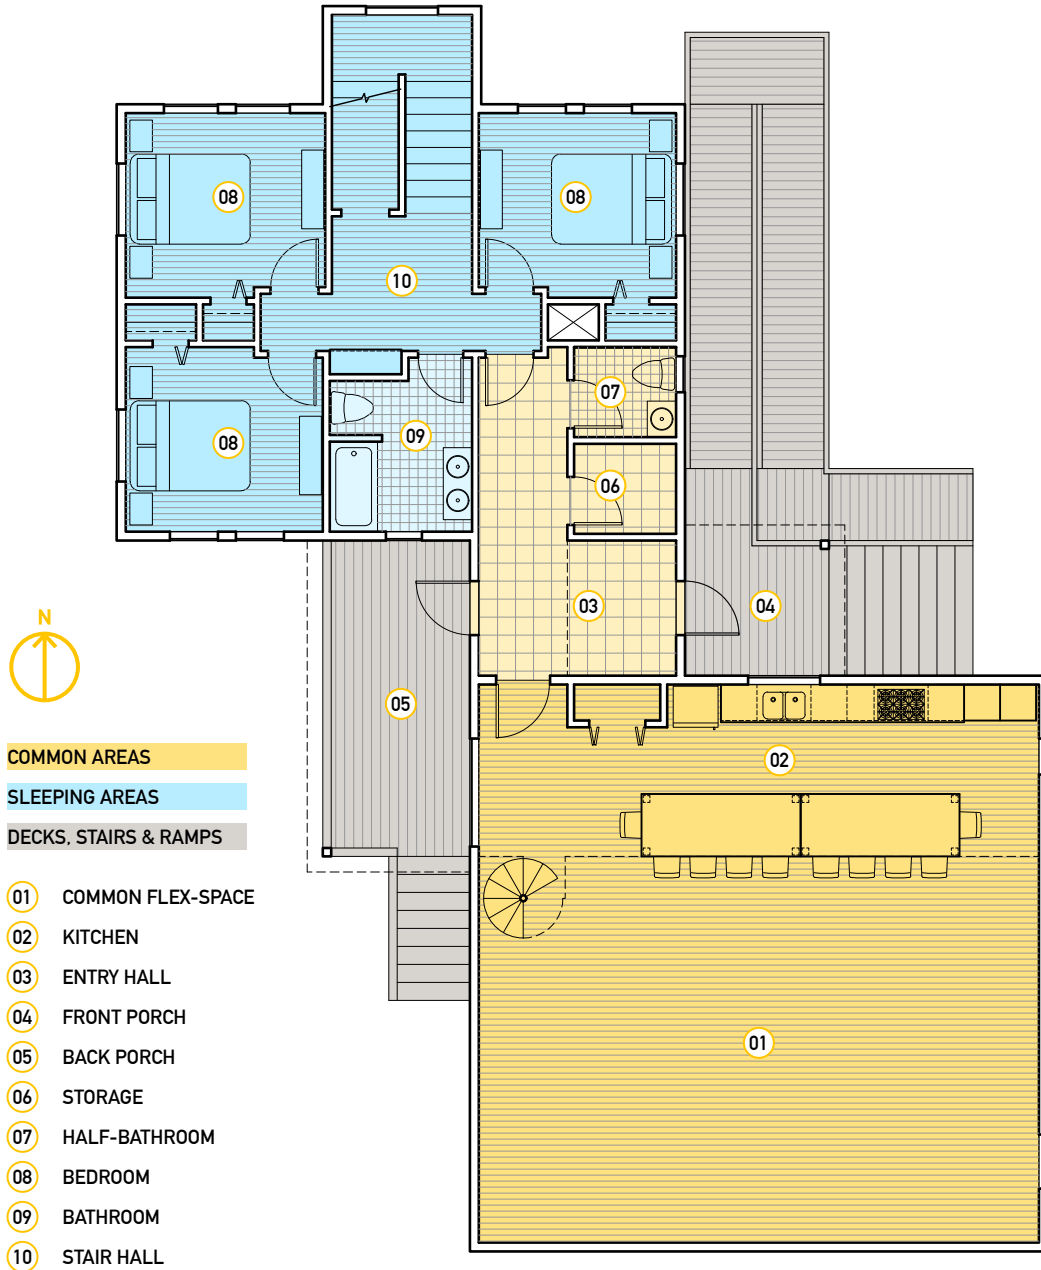 08
08
10
07
08
09
06
03
04
N
05
02
01
COMMON AREAS
SLEEPING AREAS
DECKS, STAIRS & RAMPS
01 COMMON FLEX-SPACE
02 KITCHEN
03 ENTRY HALL
04 FRONT PORCH
05 BACK PORCH
06 STORAGE
07 HALF-BATHROOM
08 BEDROOM
09 BATHROOM
10 STAIR HALL